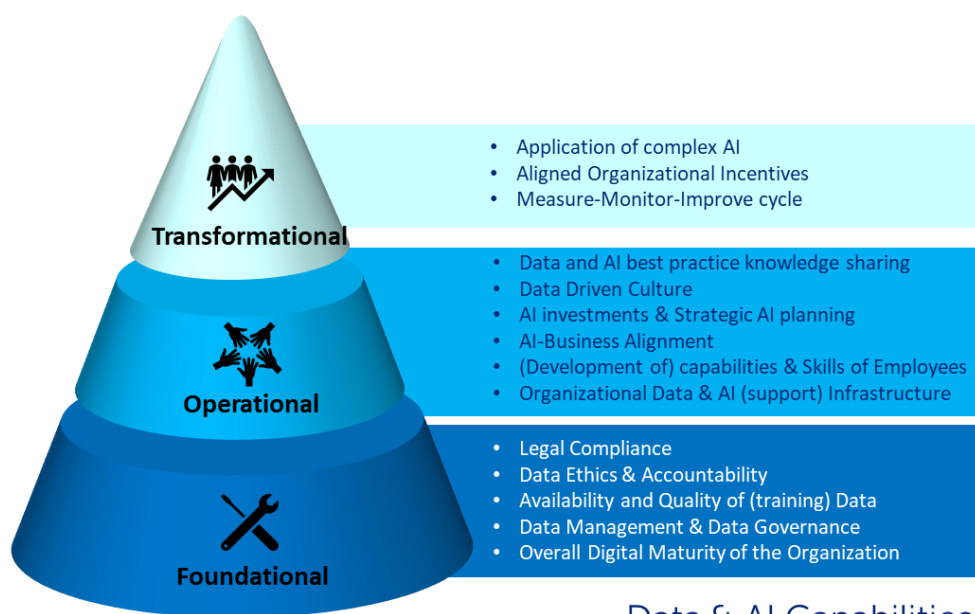 • Application of complex AI
• Aligned Organizational Incentives
• Measure-Monitor-Improve cycle
Transformational
• Data and AI best practice knowledge sharing
• Data Driven Culture
• AI investments & Strategic AI planning
• AI-Business Alignment
• (Development of) capabilities & Skills of Employees
• Organizational Data & AI (support) Infrastructure
Operational
• Legal Compliance
• Data Ethics & Accountability
• Availability and Quality of (training) Data
• Data Management & Data Governance
• Overall Digital Maturity of the Organization
Foundational
Data & AI Capabilities